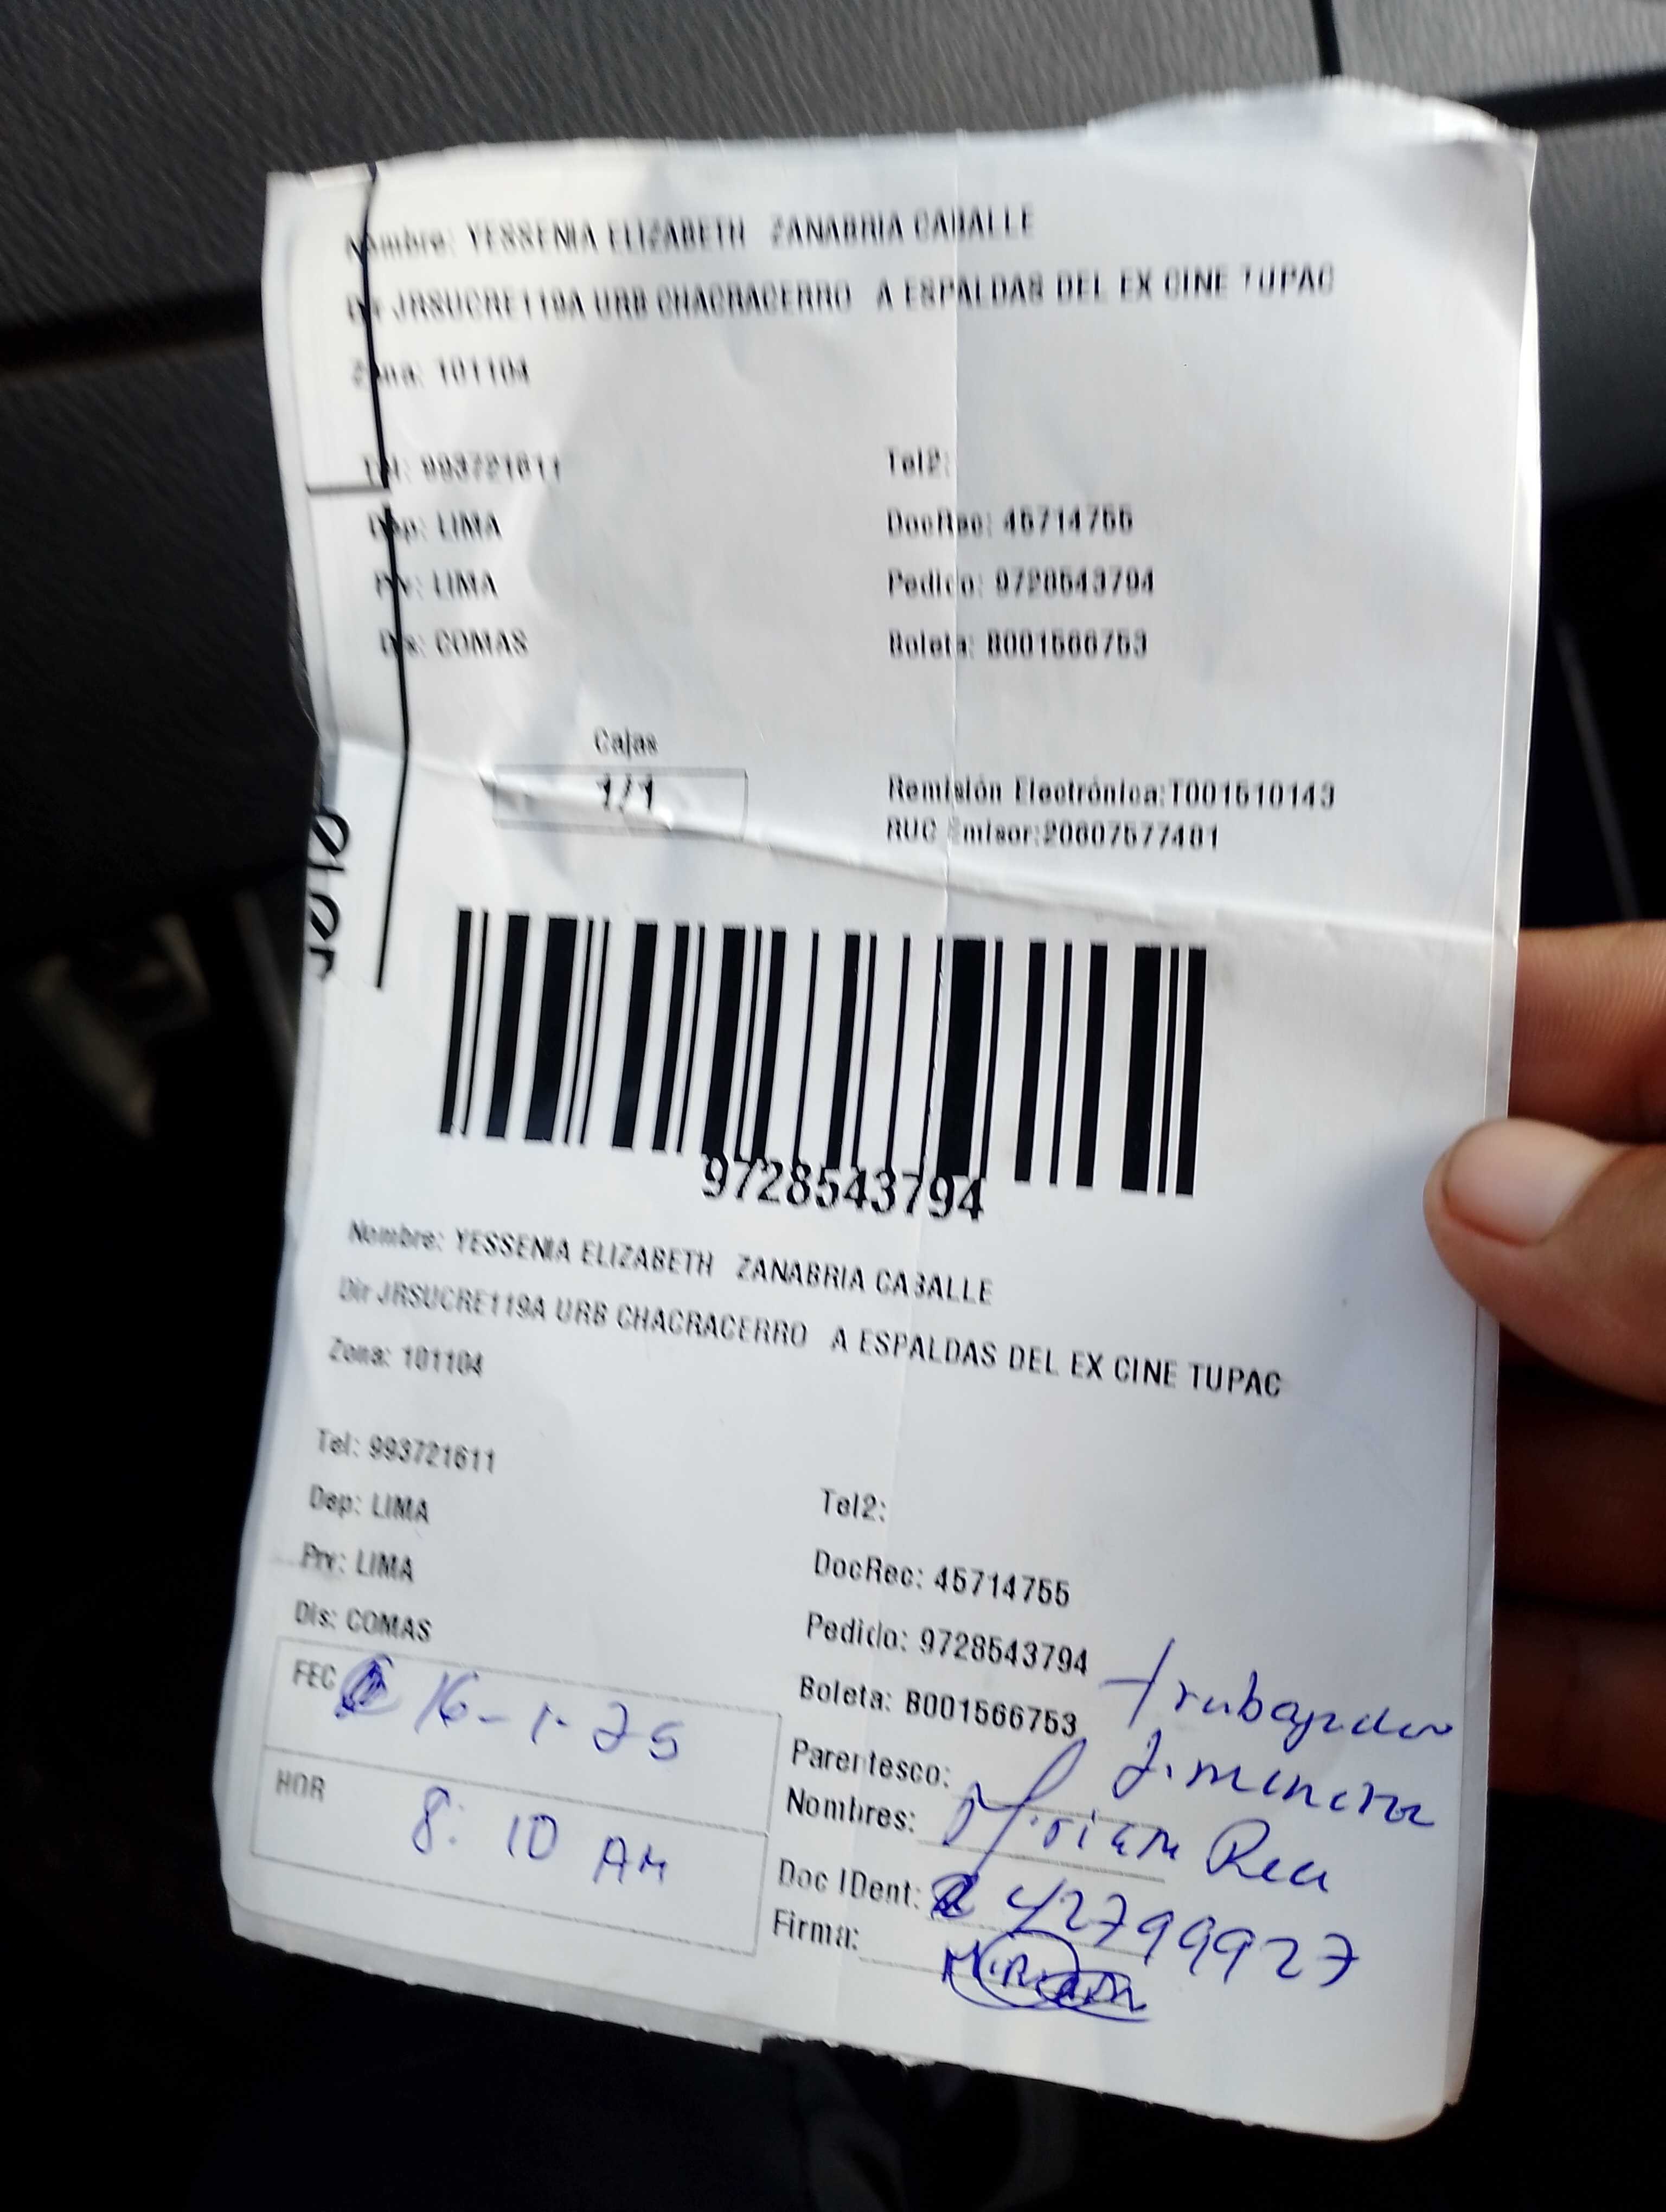 Nombre: YESSENIA ELIZABETH ZANABRIA CABALLE
Dir JRSUCRE119A URB CHACRACERRO A ESPALDAS DEL EX CINE TUPAC
Zona: 101104
Tel: 993721611 Tel2:
Dep: LIMA DocRec: 45714755
Prv: LIMA Pedido: 9728543794
Dis: COMAS Boleta: B001566753
Cajas
1/1
Remisión Electrónica:T001510143
RUC Emisor:20607577401
9728543794
Nombre: YESSENIA ELIZABETH ZANABRIA CABALLE
Dir JRSUCRE119A URB CHACRACERRO A ESPALDAS DEL EX CINE TUPAC
Zona: 101104
Tel: 993721611 Tel2:
Dep: LIMA DocRec: 45714755
Prv: LIMA Pedido: 9728543794
Dis: COMAS Boleta: B001566753
FEC 16-1-25
HOR 8:10 AM
trabajador
Parentesco:
Nombres: Miriam
Doc IDent: 42799927
Firma: